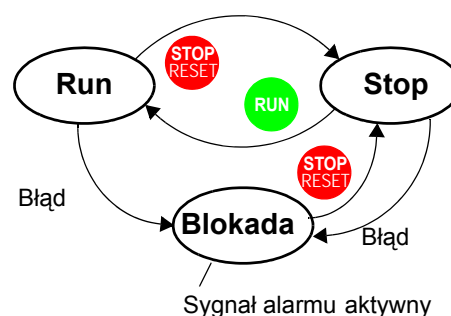 STOP
RESET
Run
Stop
RUN
STOP
RESET
Błąd
Blokada
Błąd
Sygnał alarmu aktywny